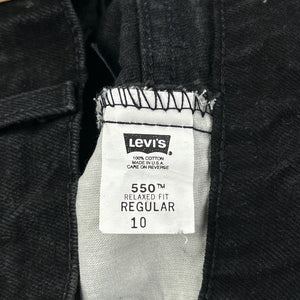 LEVI'S
100% COTTON
MADE IN U.S.A.
CARE ON REVERSE
550™
RELAXED FIT
REGULAR
10